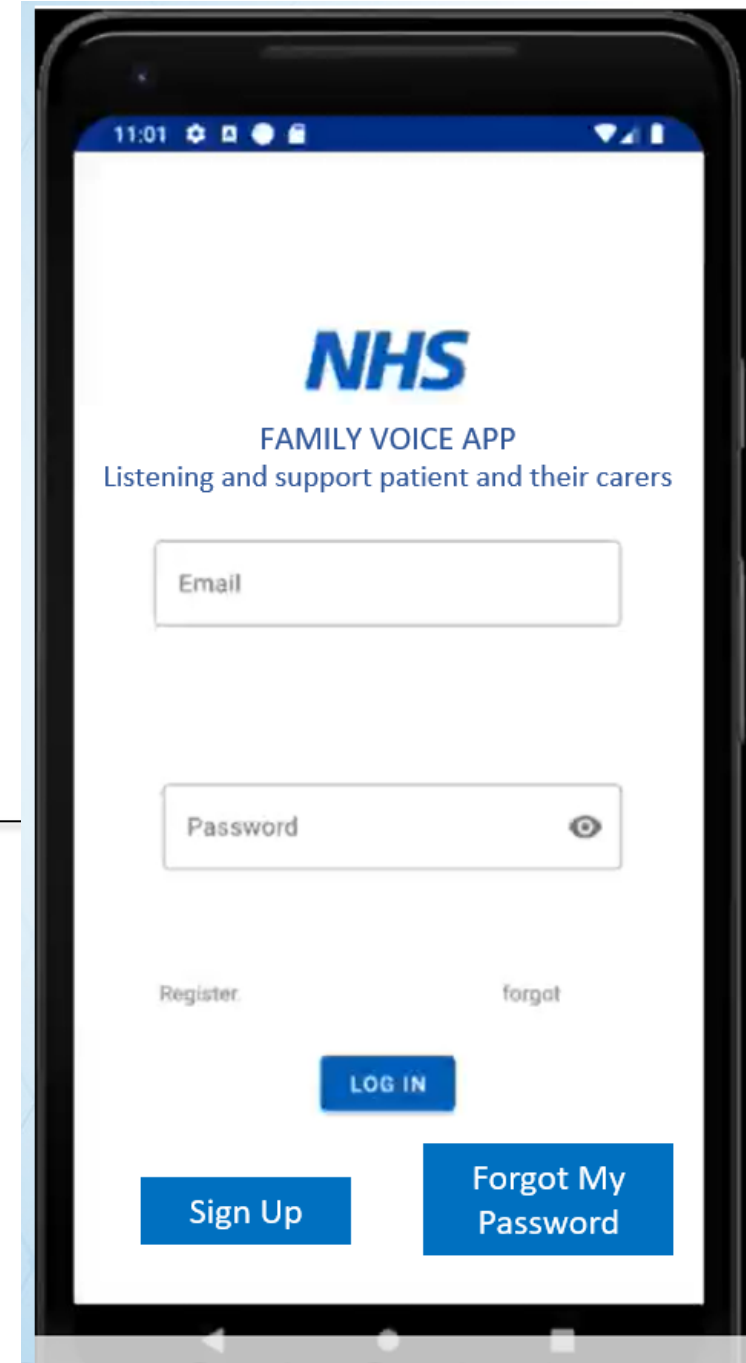 11:01
NHS
FAMILY VOICE APP
Listening and support patient and their carers
Email
Password
Register. forgot
LOG IN
Sign Up
Forgot My
Password